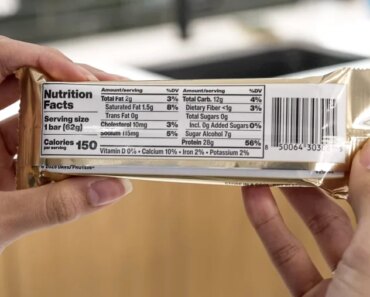 Nutrition
Facts
Serving size
1 bar [62g]
Calories
per serving
150
Amount/serving %DV
Total Fat 2g 3%
Saturated Fat 1.5g 8%
Trans Fat 0g
Cholesterol 10mg 3%
Sodium 115mg 5%
Amount/serving %DV
Total Carb. 12g 4%
Dietary Fiber <1g 3%
Total Sugars 0g
Incl. 0g Added Sugars 0%
Sugar Alcohol 7g
Protein 28g 56%
Vitamin D 0% • Calcium 10% • Iron 2% • Potassium 2%
8 50064 303